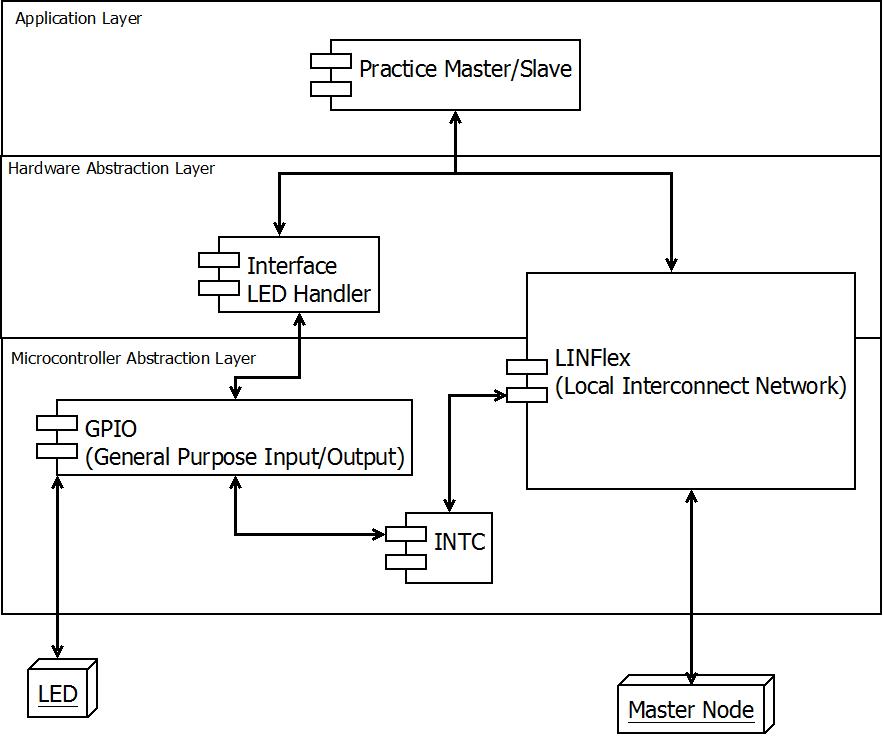 Application Layer
Practice Master/Slave
Hardware Abstraction Layer
Interface
LED Handler
Microcontroller Abstraction Layer
LINFlex
(Local Interconnect Network)
GPIO
(General Purpose Input/Output)
INTC
LED
Master Node